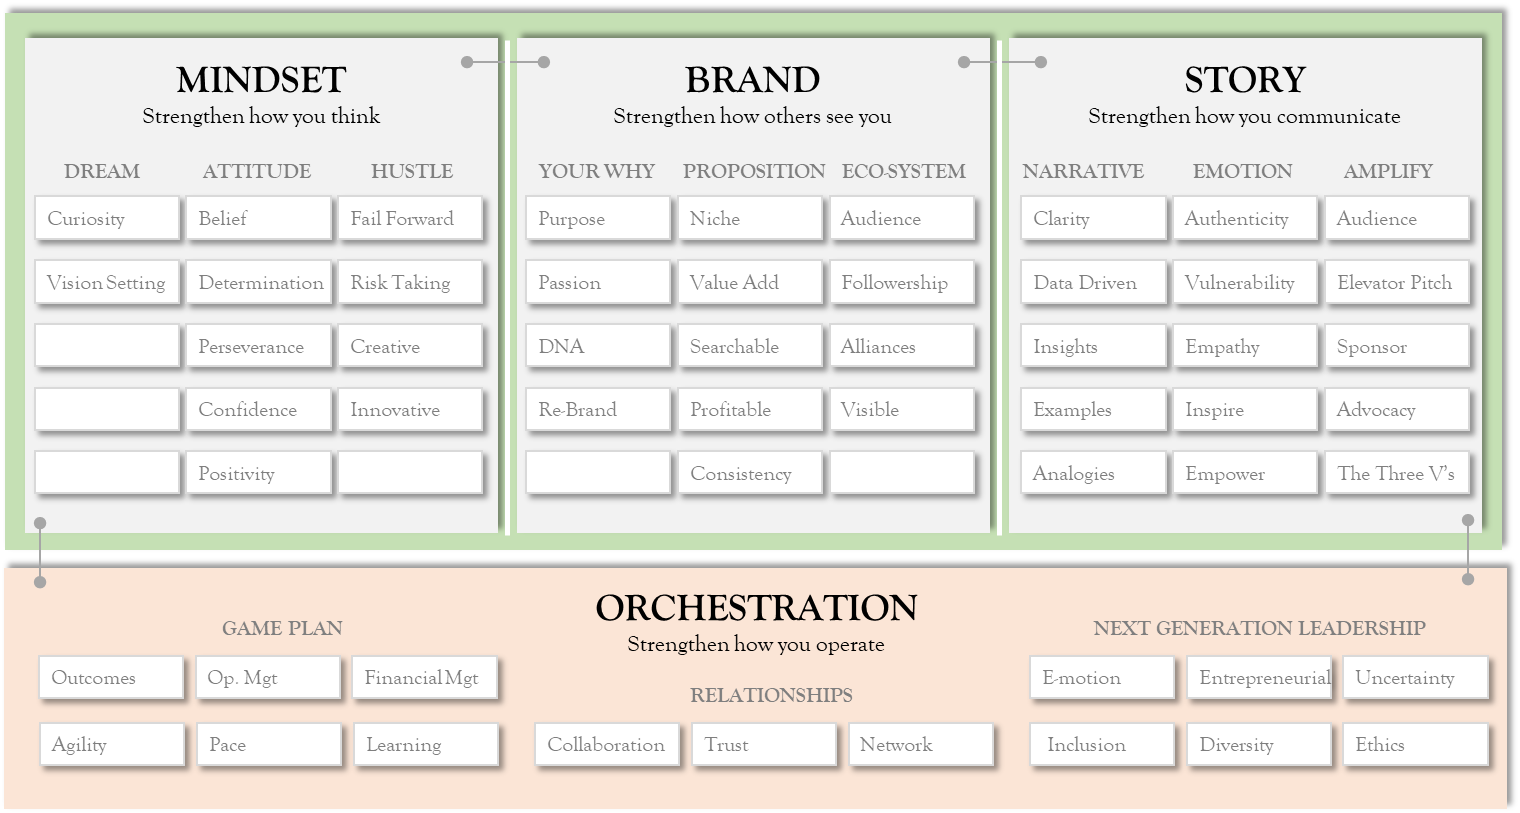 MINDSET
Strengthen how you think
DREAM ATTITUDE HUSTLE
Curiosity Belief Fail Forward
Vision Setting Determination Risk Taking
Perseverance Creative
Confidence Innovative
Positivity
BRAND
Strengthen how others see you
YOUR WHY PROPOSITION ECO-SYSTEM
Purpose Niche Audience
Passion Value Add Followership
DNA Searchable Alliances
Re-Brand Profitable Visible
Consistency
STORY
Strengthen how you communicate
NARRATIVE EMOTION AMPLIFY
Clarity Authenticity Audience
Data Driven Vulnerability Elevator Pitch
Insights Empathy Sponsor
Examples Inspire Advocacy
Analogies Empower The Three V’s
ORCHESTRATION
Strengthen how you operate
GAME PLAN
Outcomes Op. Mgt Financial Mgt
Agility Pace Learning
RELATIONSHIPS
Collaboration Trust Network
NEXT GENERATION LEADERSHIP
E-motion Entrepreneurial Uncertainty
Inclusion Diversity Ethics